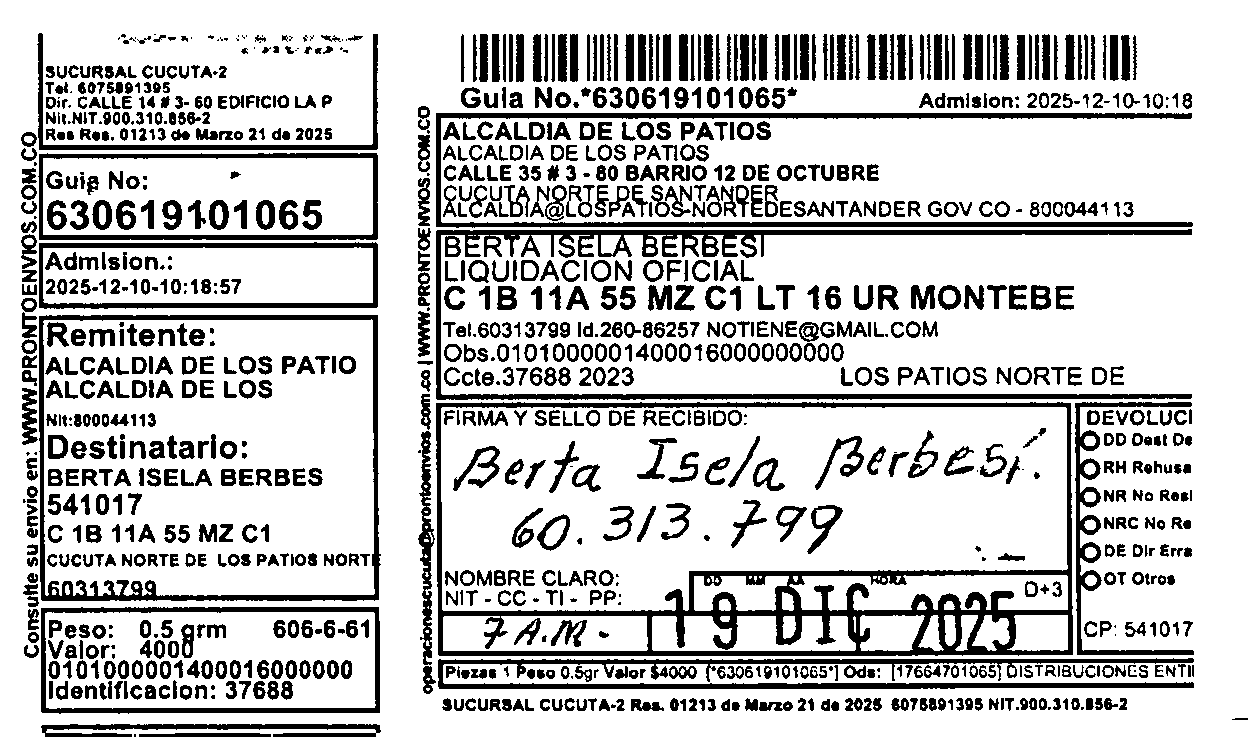 SUCURSAL CUCUTA-2
Tel. 6075891395
Dir. CALLE 14 # 3- 60 EDIFICIO LA P
Nit.NIT.900.310.856-2
Res Res. 01213 de Marzo 21 de 2025
Consulte su envio en: WWW.PRONTOENVIOS.COM.CO
Guia No:
630619101065
Admision.:
2025-12-10-10:18:57
Remitente:
ALCALDIA DE LOS PATIO
ALCALDIA DE LOS
Nit:800044113
Destinatario:
BERTA ISELA BERBES
541017
C 1B 11A 55 MZ C1
CUCUTA NORTE DE LOS PATIOS NORTE
60313799
Peso: 0.5 grm 606-6-61
Valor: 4000
0101000001400016000000
Identificacion: 37688
operacionescucuta@prontoenvios.com.co | WWW.PRONTOENVIOS.COM.CO
Guia No.*630619101065*
Admision: 2025-12-10-10:18
ALCALDIA DE LOS PATIOS
ALCALDIA DE LOS PATIOS
CALLE 35 # 3 - 80 BARRIO 12 DE OCTUBRE
CUCUTA NORTE DE SANTANDER
ALCALDIA@LOSPATIOS-NORTEDESANTANDER GOV CO - 800044113
BERTA ISELA BERBESI
LIQUIDACION OFICIAL
C 1B 11A 55 MZ C1 LT 16 UR MONTEBE
Tel.60313799 Id.260-86257 NOTIENE@GMAIL.COM
Obs.0101000001400016000000000
Ccte.37688 2023 LOS PATIOS NORTE DE
FIRMA Y SELLO DE RECIBIDO:
Berta Isela Berbesi.
60.313.799
NOMBRE CLARO:
NIT - CC - TI - PP:
DD MM AA HORA
D+3
7 A.M-
19 DIC 2025
DEVOLUCI
DD Dest De
RH Rehusa
NR No Resi
NRC No Re
DE Dir Erra
OT Otros
CP: 541017
Piezas 1 Peso 0.5gr Valor $4000 (*630619101065*) Ods: [17664701065] DISTRIBUCIONES ENTI
SUCURSAL CUCUTA-2 Res. 01213 de Marzo 21 de 2025 6075891395 NIT.900.310.856-2